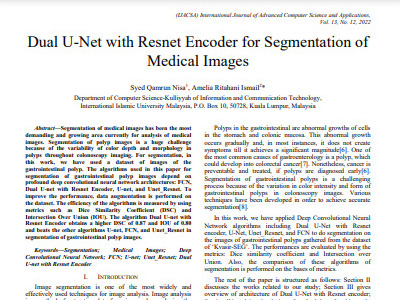 (IJACSA) International Journal of Advanced Computer Science and Applications,
Vol. 13, No. 12, 2022
Dual U-Net with Resnet Encoder for Segmentation of
Medical Images
Syed Qamrun Nisa¹, Amelia Ritahani Ismail²*
Department of Computer Science-Kulliyyah of Information and Communication Technology,
International Islamic University Malaysia, P.O. Box 10, 50728, Kuala Lumpur, Malaysia
Abstract—Segmentation of medical images has been the most
demanding and growing area currently for analysis of medical
images. Segmentation of polyp images is a huge challenge
because of the variability of color depth and morphology in
polyps throughout colonoscopy imaging. For segmentation, in
this work, we have used a dataset of images of the
gastrointestinal polyp. The algorithms used in this paper for
segmentation of gastrointestinal polyp images depend on
profound deep convolutional neural network architectures: FCN,
Dual U-net with Resnet Encoder, U-net, and Unet_Resnet. To
improve the performance, data augmentation is performed on
the dataset. The efficiency of the algorithms is measured by using
metrics such as Dice Similarity Coefficient (DSC) and
Intersection Over Union (IOU). The algorithm Dual U-net with
Resnet Encoder obtains a higher DSC of 0.87 and IOU of 0.80
and beats the other algorithms U-net, FCN, and Unet_Resnet in
segmentation of gastrointestinal polyp images.
Keywords—Segmentation; Medical Images; Deep
Convolutional Neural Network; FCN; U-net; Unet_Resnet; Dual
U-net with Resnet Encoder
I. INTRODUCTION
Image segmentation is one of the most widely and
effectively used techniques for image analysis. Image analysis
Polyps in the gastrointestinal are abnormal growths of cells
in the stomach and colonic mucosa. This abnormal growth
occurs gradually and, in most instances, it does not create
symptoms till it achieves a significant magnitude[6]. One of
the most common causes of gastroenterology is a polyp, which
could develop into colorectal cancer[7]. Nonetheless, cancer is
preventable and treated, if polyps are diagnosed early[6].
Segmentation of gastrointestinal polyps is a challenging
process because of the variation in color intensity and form of
gastrointestinal polyps in colonoscopy images. Various
techniques have been developed in order to achieve accurate
segmentation[8].
In this work, we have applied Deep Convolutional Neural
Network algorithms including Dual U-Net with Resnet
encoder, U-Net, Unet_Resnet, and FCN to do segmentation on
the images of gastrointestinal polyps gathered from the dataset
of 'Kvasir-SEG'. The performances are evaluated by using the
metrics: Dice similarity coefficient and Intersection over
Union. Also, the comparison of these algorithms of
segmentation is performed on the bases of metrics.
The rest of the paper is structured as follows: Section II
discusses the works related to our study; Section III gives
overview of architecture of Dual U-Net with Resnet encoder;